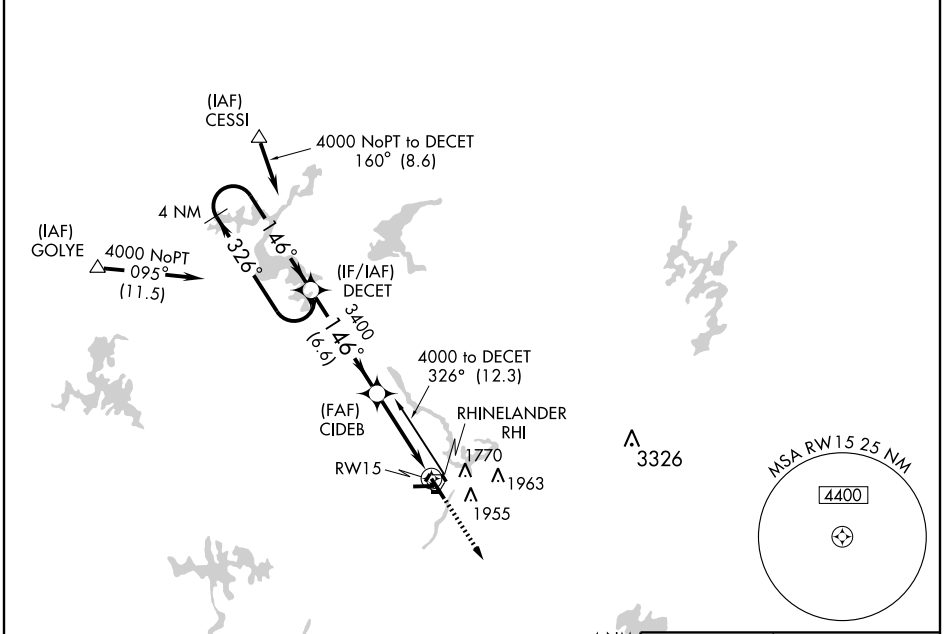 (IAF)
CESSI
4000 NoPT to DECET
160° (8.6)
4 NM
146°
326°
(IAF)
GOLYE
4000 NoPT
095°
(11.5)
(IF/IAF)
DECET
3400
146°
(6.6)
4000 to DECET
326° (12.3)
(FAF)
CIDEB
RHINELANDER
RHI
RW15
1770
1963
1955
3326
MSA RW15 25 NM
4400